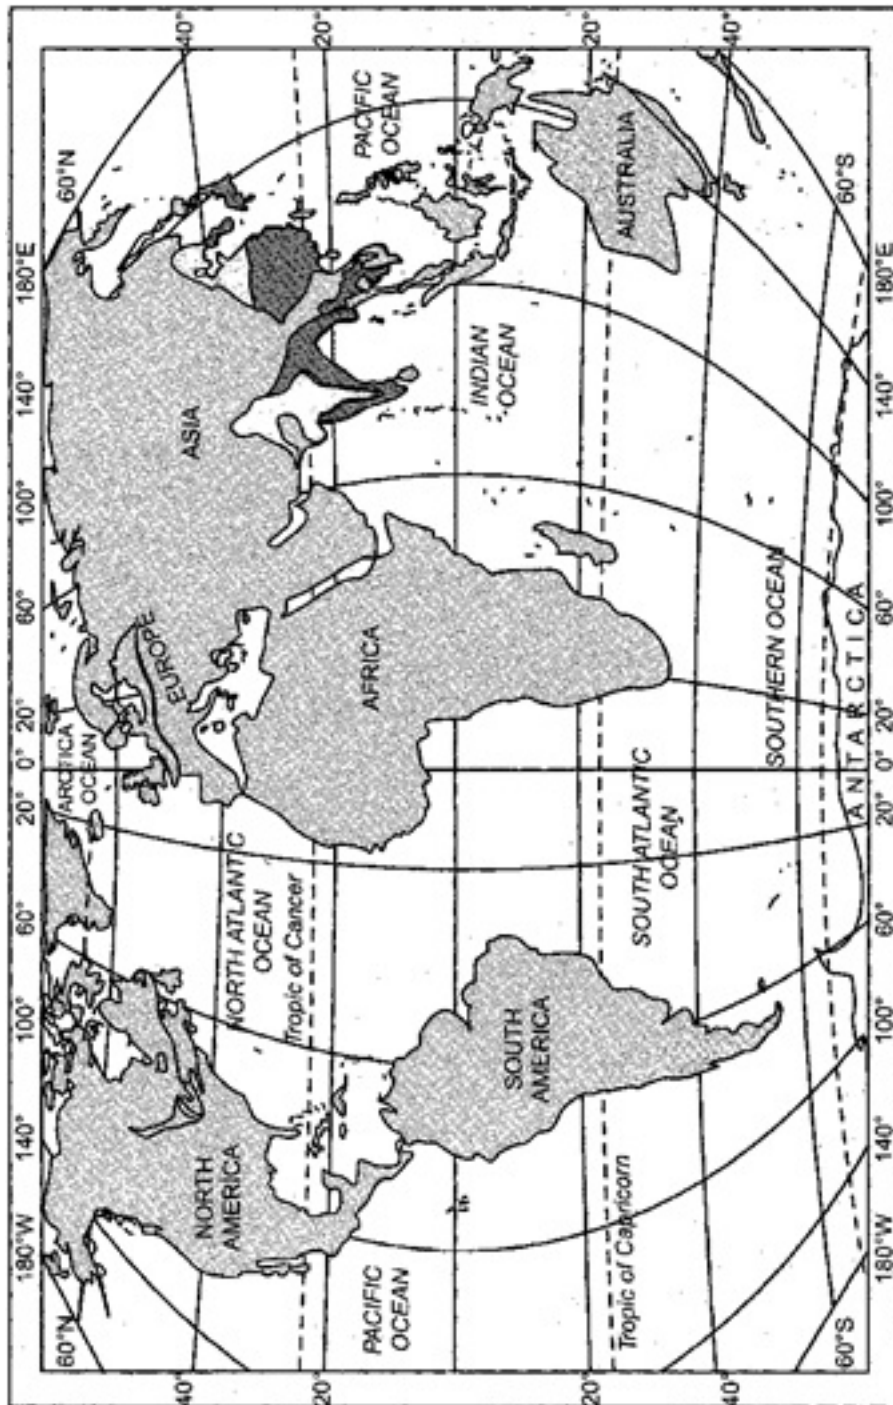 180°W
140°
100°
60°
20°
0°
20°
60°
100°
140°
180°E
60°N
60°N
ARCTICA
OCEAN
40°
40°
NORTH
AMERICA
EUROPE
ASIA
NORTH ATLANTIC
OCEAN
Tropic of Cancer
20°
20°
PACIFIC
OCEAN
AFRICA
PACIFIC
OCEAN
INDIAN
OCEAN
SOUTH
AMERICA
20°
20°
Tropic of Capricorn
SOUTH ATLANTIC
OCEAN
AUSTRALIA
40°
40°
SOUTHERN OCEAN
60°S
60°S
ANTARCTICA
180°W
140°
100°
60°
20°
0°
20°
60°
100°
140°
180°E